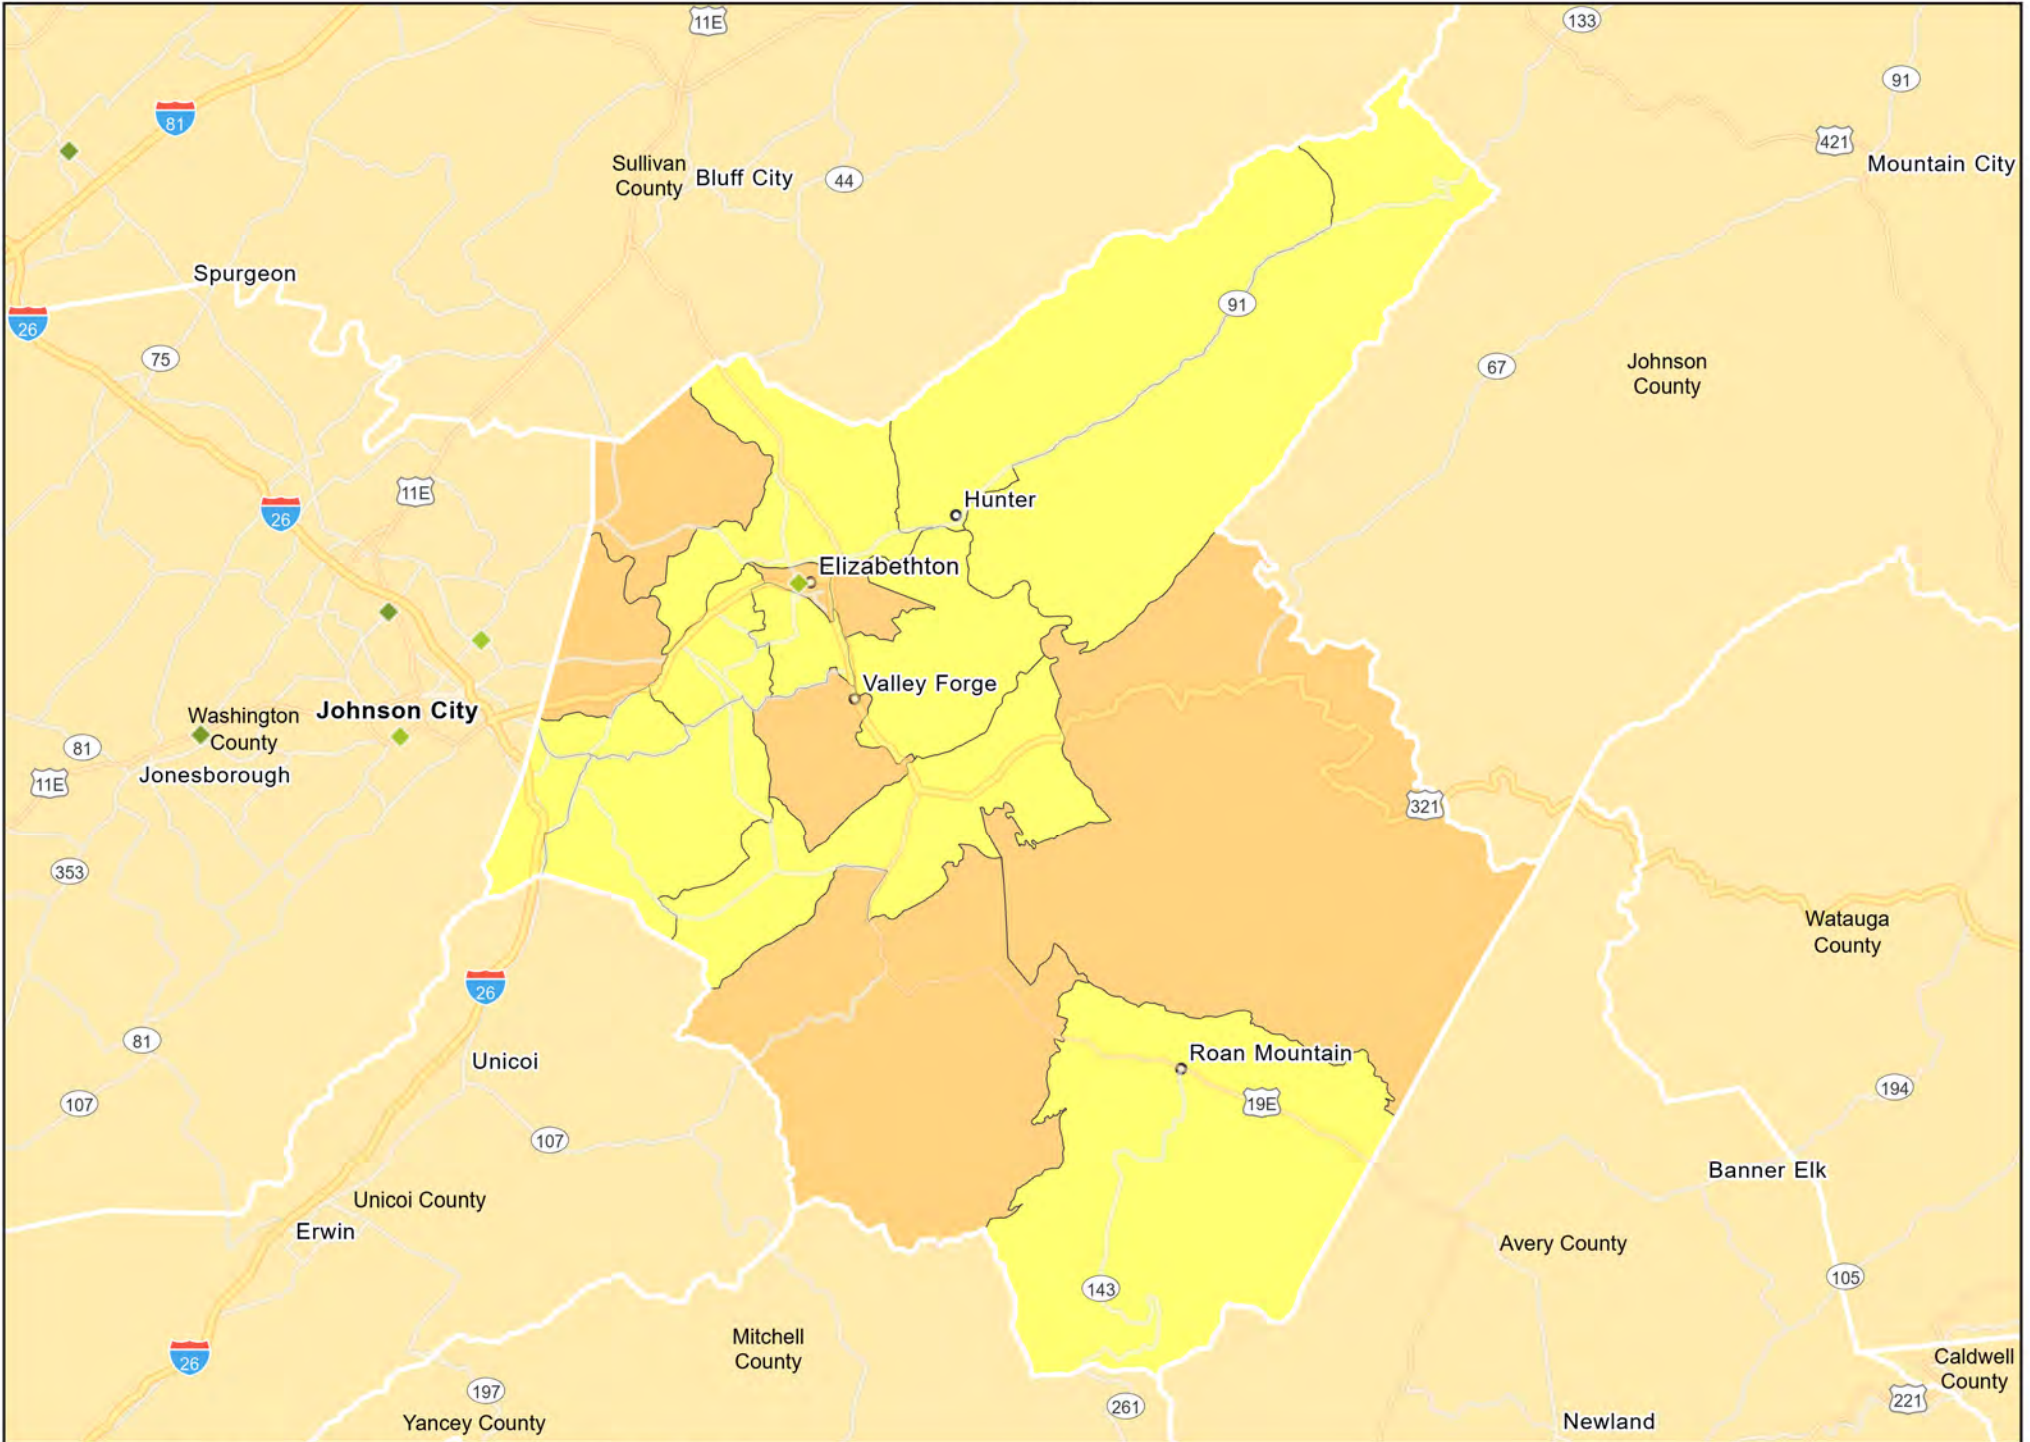 11E
133
91
81
421
Mountain City
Sullivan
County
Bluff City
44
Spurgeon
91
26
75
67
Johnson
County
11E
Hunter
26
Elizabethton
Valley Forge
Washington
County
Johnson City
81
Jonesborough
11E
321
353
Watauga
County
26
81
Unicoi
Roan Mountain
107
19E
194
107
Banner Elk
Unicoi County
Erwin
Avery County
143
105
Mitchell
County
26
Caldwell
County
197
221
261
Yancey County
Newland